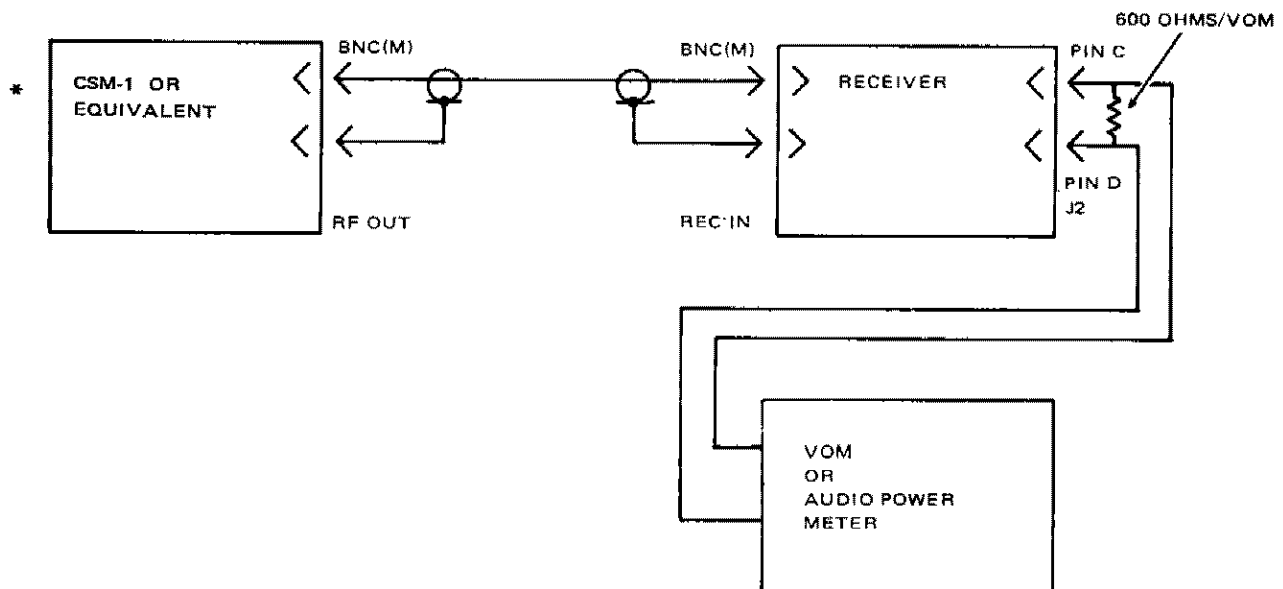 600 OHMS/VOM
BNC(M)
BNC(M)
PIN C
*
CSM-1 OR
EQUIVALENT
RECEIVER
PIN D
J2
RF OUT
REC'IN
VOM
OR
AUDIO POWER
METER